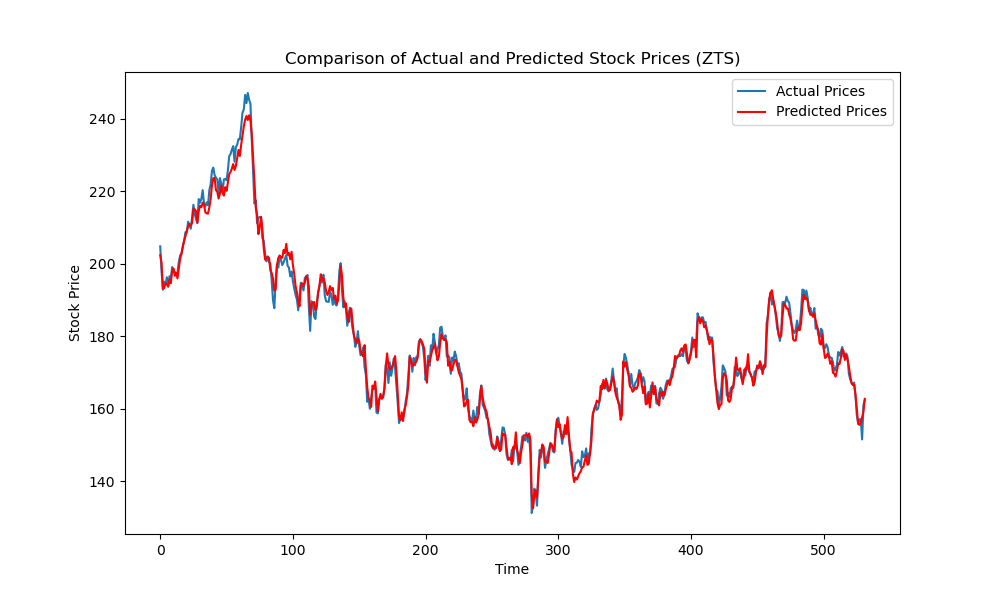 Comparison of Actual and Predicted Stock Prices (ZTS)
Actual Prices
Predicted Prices
Stock Price
240
220
200
180
160
140
0 100 200 300 400 500
Time